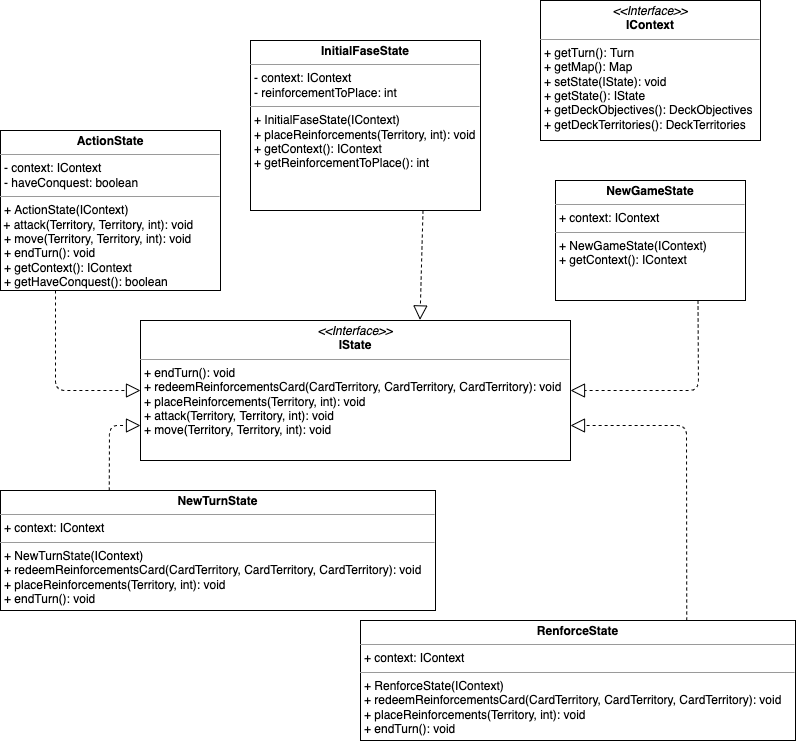 <<Interface>>
IContext
+ getTurn(): Turn
+ getMap(): Map
+ setState(IState): void
+ getState(): IState
+ getDeckObjectives(): DeckObjectives
+ getDeckTerritories(): DeckTerritories
InitialFaseState
- context: IContext
- reinforcementToPlace: int
+ InitialFaseState(IContext)
+ placeReinforcements(Territory, int): void
+ getContext(): IContext
+ getReinforcementToPlace(): int
ActionState
- context: IContext
- haveConquest: boolean
+ ActionState(IContext)
+ attack(Territory, Territory, int): void
+ move(Territory, Territory, int): void
+ endTurn(): void
+ getContext(): IContext
+ getHaveConquest(): boolean
NewGameState
+ context: IContext
+ NewGameState(IContext)
+ getContext(): IContext
<<Interface>>
IState
+ endTurn(): void
+ redeemReinforcementsCard(CardTerritory, CardTerritory, CardTerritory): void
+ placeReinforcements(Territory, int): void
+ attack(Territory, Territory, int): void
+ move(Territory, Territory, int): void
NewTurnState
+ context: IContext
+ NewTurnState(IContext)
+ redeemReinforcementsCard(CardTerritory, CardTerritory, CardTerritory): void
+ placeReinforcements(Territory, int): void
+ endTurn(): void
RenforceState
+ context: IContext
+ RenforceState(IContext)
+ redeemReinforcementsCard(CardTerritory, CardTerritory, CardTerritory): void
+ placeReinforcements(Territory, int): void
+ endTurn(): void